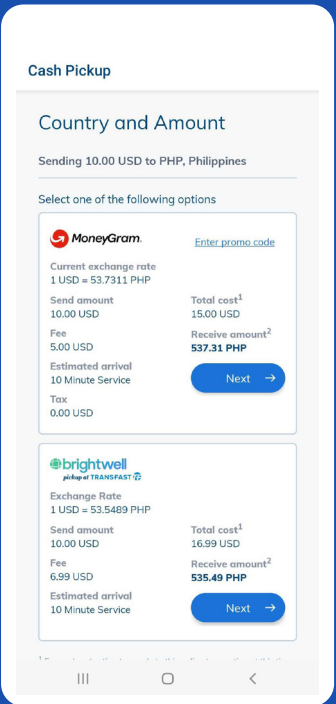 Cash Pickup
Country and Amount
Sending 10.00 USD to PHP, Philippines
Select one of the following options
MoneyGram.
Enter promo code
Current exchange rate
1 USD = 53.7311 PHP
Send amount
10.00 USD
Total cost1
15.00 USD
Fee
5.00 USD
Receive amount2
537.31 PHP
Estimated arrival
10 Minute Service
Next
Tax
0.00 USD
brightwell
pickup at TRANSFAST
Exchange Rate
1 USD = 53.5489 PHP
Send amount
10.00 USD
Total cost1
16.99 USD
Fee
6.99 USD
Receive amount2
535.49 PHP
Estimated arrival
10 Minute Service
Next